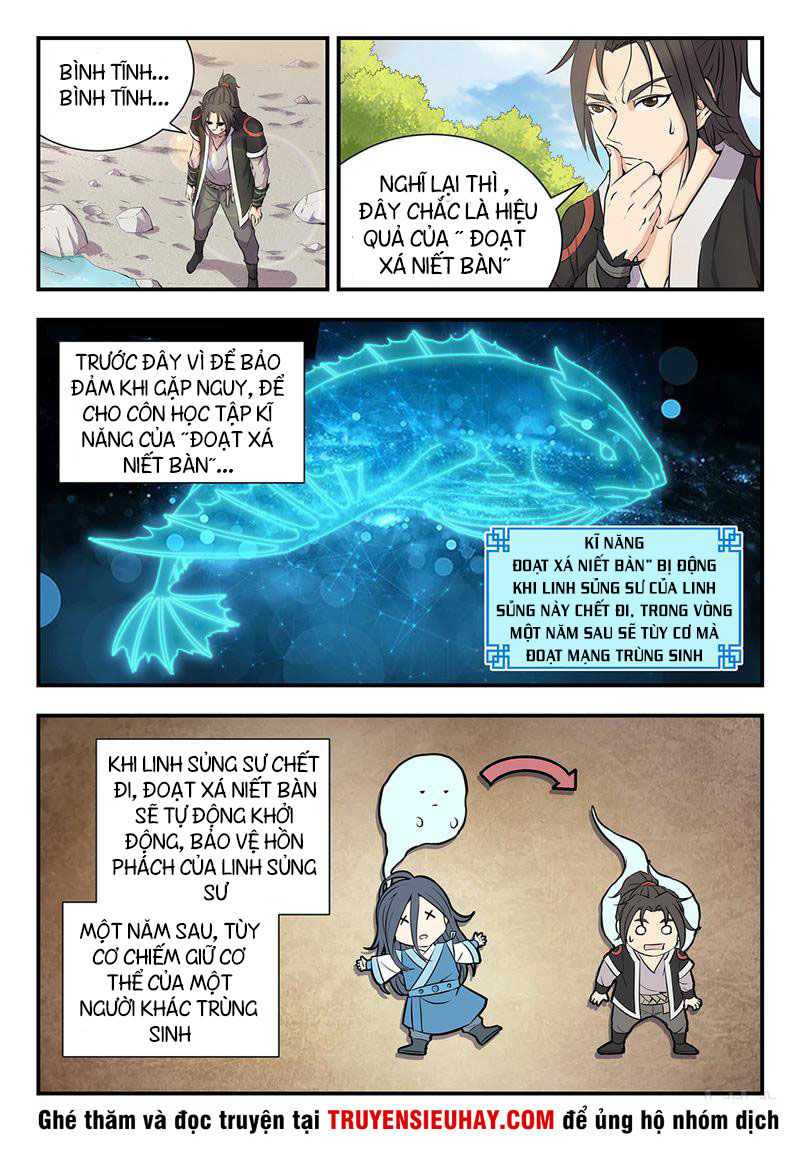 BÌNH TĨNH...
BÌNH TĨNH...
NGHĨ LẠI THÌ ,
ĐÂY CHẮC LÀ HIỆU
QUẢ CỦA " ĐOẠT
XÁ NIẾT BÀN"
TRƯỚC ĐÂY VÌ ĐỂ BẢO
ĐẢM KHI GẶP NGUY, ĐỂ
CHO CÔN HỌC TẬP KĨ
NĂNG CỦA "ĐOẠT XÁ
NIẾT BÀN"...
KĨ NĂNG
ĐOẠT XÁ NIẾT BÀN" BỊ ĐỘNG
KHI LINH SỦNG SƯ CỦA LINH
SỦNG NÀY CHẾT ĐI, TRONG VÒNG
MỘT NĂM SAU SẼ TÙY CƠ MÀ
ĐOẠT MẠNG TRÙNG SINH
KHI LINH SỦNG SƯ CHẾT
ĐI, ĐOẠT XÁ NIẾT BÀN
SẼ TỰ ĐỘNG KHỞI
ĐỘNG, BẢO VỆ HỒN
PHÁCH CỦA LINH SỦNG
SƯ
MỘT NĂM SAU, TÙY
CƠ CHIẾM GIỮ CƠ
THỂ CỦA MỘT
NGƯỜI KHÁC TRÙNG
SINH
Ghé thăm và đọc truyện tại TRUYENSIEUHAY.COM để ủng hộ nhóm dịch